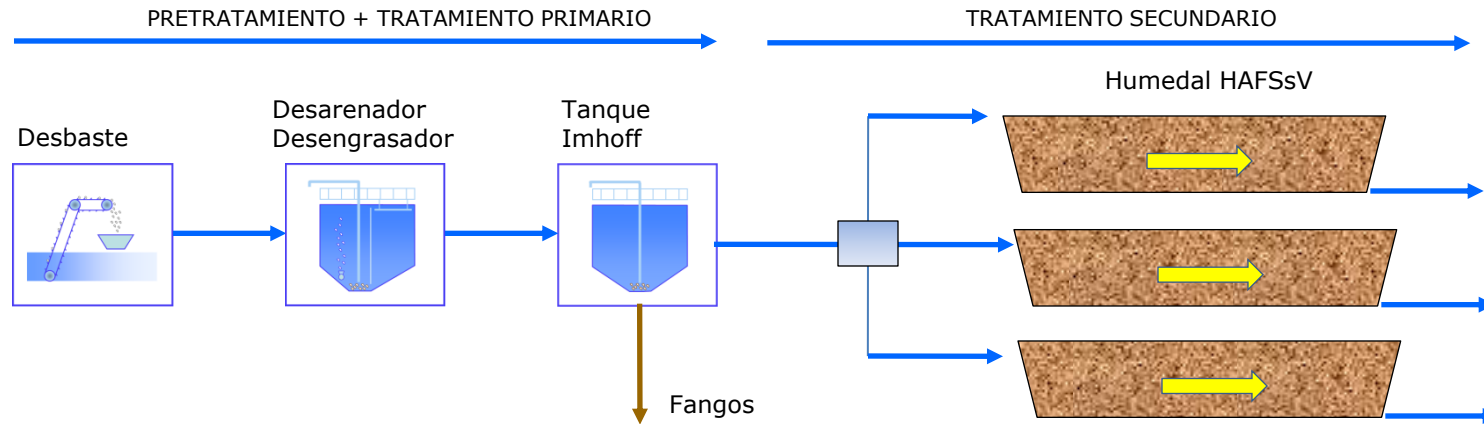 PRETRATAMIENTO + TRATAMIENTO PRIMARIO
TRATAMIENTO SECUNDARIO
Desbaste
Desarenador
Desengrasador
Tanque
Imhoff
Humedal HAFSsV
Fangos